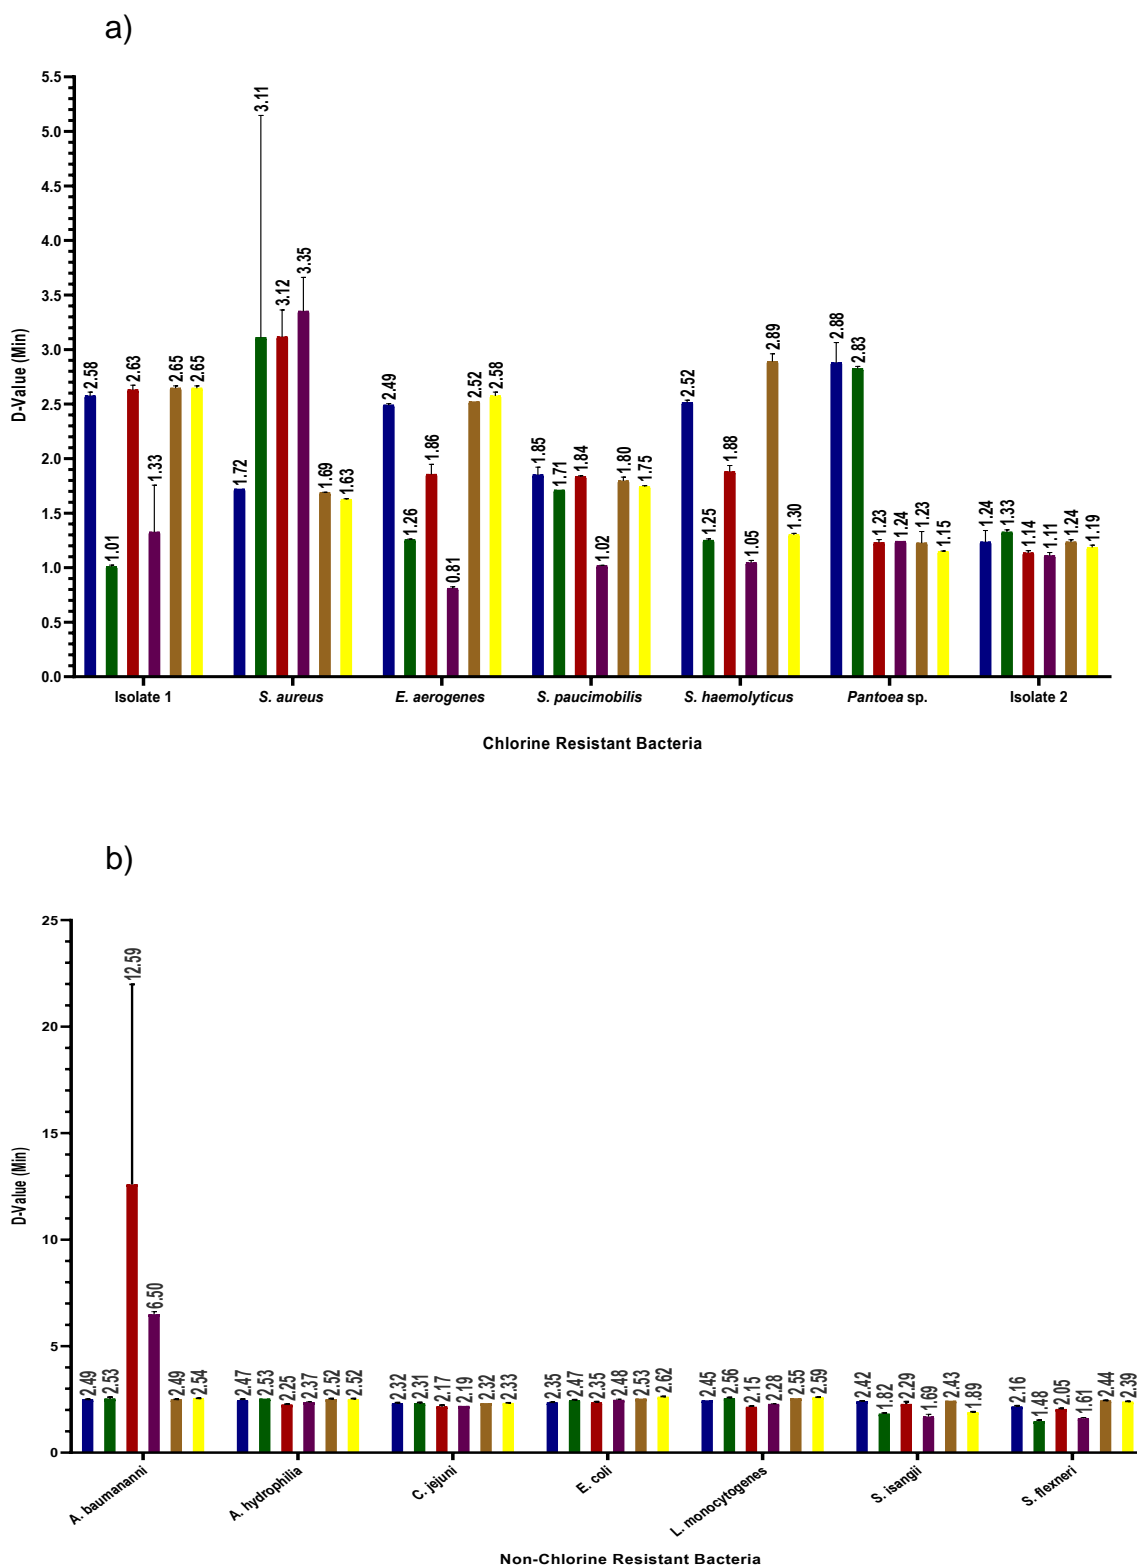 a)
5.5
5.0
4.5
4.0
3.5
3.0
2.5
2.0
1.5
1.0
0.5
0.0
D-Value (Min)
2.58 1.01 2.63 1.33 2.65 2.65
1.72 3.11 3.12 3.35 1.69 1.63
2.49 1.26 1.86 0.81 2.52 2.58
1.85 1.71 1.84 1.02 1.80 1.75
2.52 1.25 1.88 1.05 2.89 1.30
2.88 2.83 1.23 1.24 1.23 1.15
1.24 1.33 1.14 1.11 1.24 1.19
Isolate 1 S. aureus E. aerogenes S. paucimobilis S. haemolyticus Pantoea sp. Isolate 2
Chlorine Resistant Bacteria
b)
25
20
15
10
5
0
D-Value (Min)
2.49 2.53 12.59 6.50 2.49 2.54
2.47 2.53 2.25 2.37 2.52 2.52
2.32 2.31 2.17 2.19 2.32 2.33
2.35 2.47 2.35 2.48 2.53 2.62
2.45 2.56 2.15 2.28 2.55 2.59
2.42 1.82 2.29 1.69 2.43 1.89
2.16 1.48 2.05 1.61 2.44 2.39
A. baumananni A. hydrophilia C. jejuni E. coli L. monocytogenes S. isangii S. flexneri
Non-Chlorine Resistant Bacteria